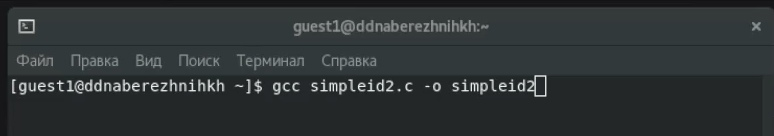 guest1@ddnaberezhnihkh:~
Файл Правка Вид Поиск Терминал Справка
[guest1@ddnaberezhnihkh ~]$ gcc simpleid2.c -o simpleid2